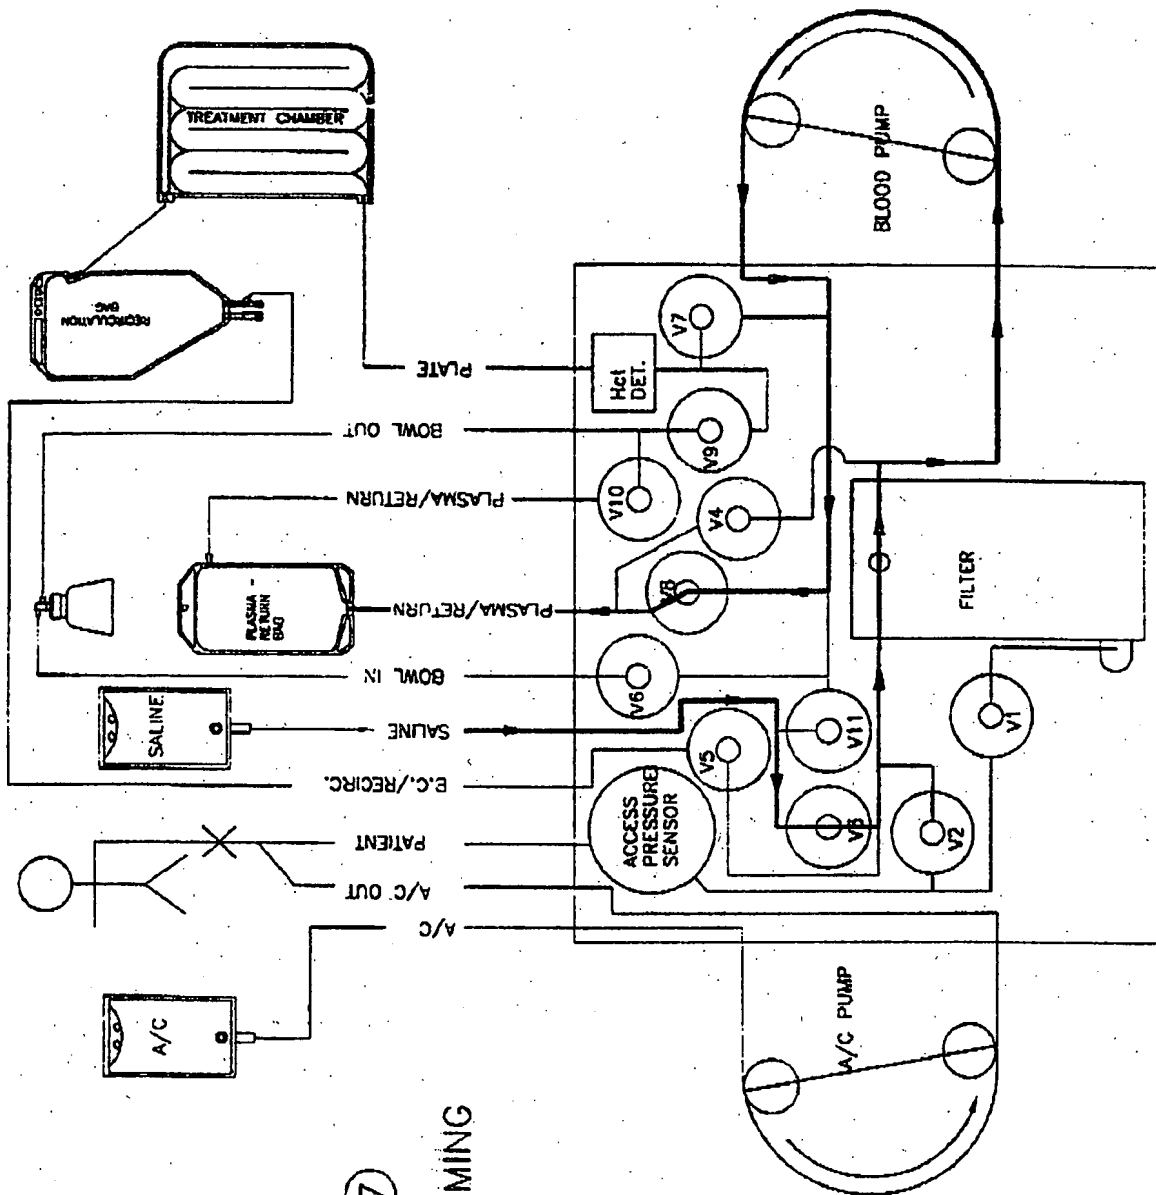 TREATMENT CHAMBER
RECIRCULATION
BAG
PLASMA -
RETURN
BAG
SALINE
A/C
PLATE
BOWL OUT
PLASMA/RETURN
PLASMA/RETURN
BOWL IN
SALINE
E.C./RECIRC.
PATIENT
A/C OUT
A/C
Hct
DET.
V7
V9
V10
V4
V8
V6
V5
V11
V3
V2
V1
ACCESS
PRESSURE
SENSOR
FILTER
BLOOD PUMP
A/C PUMP
7
MING